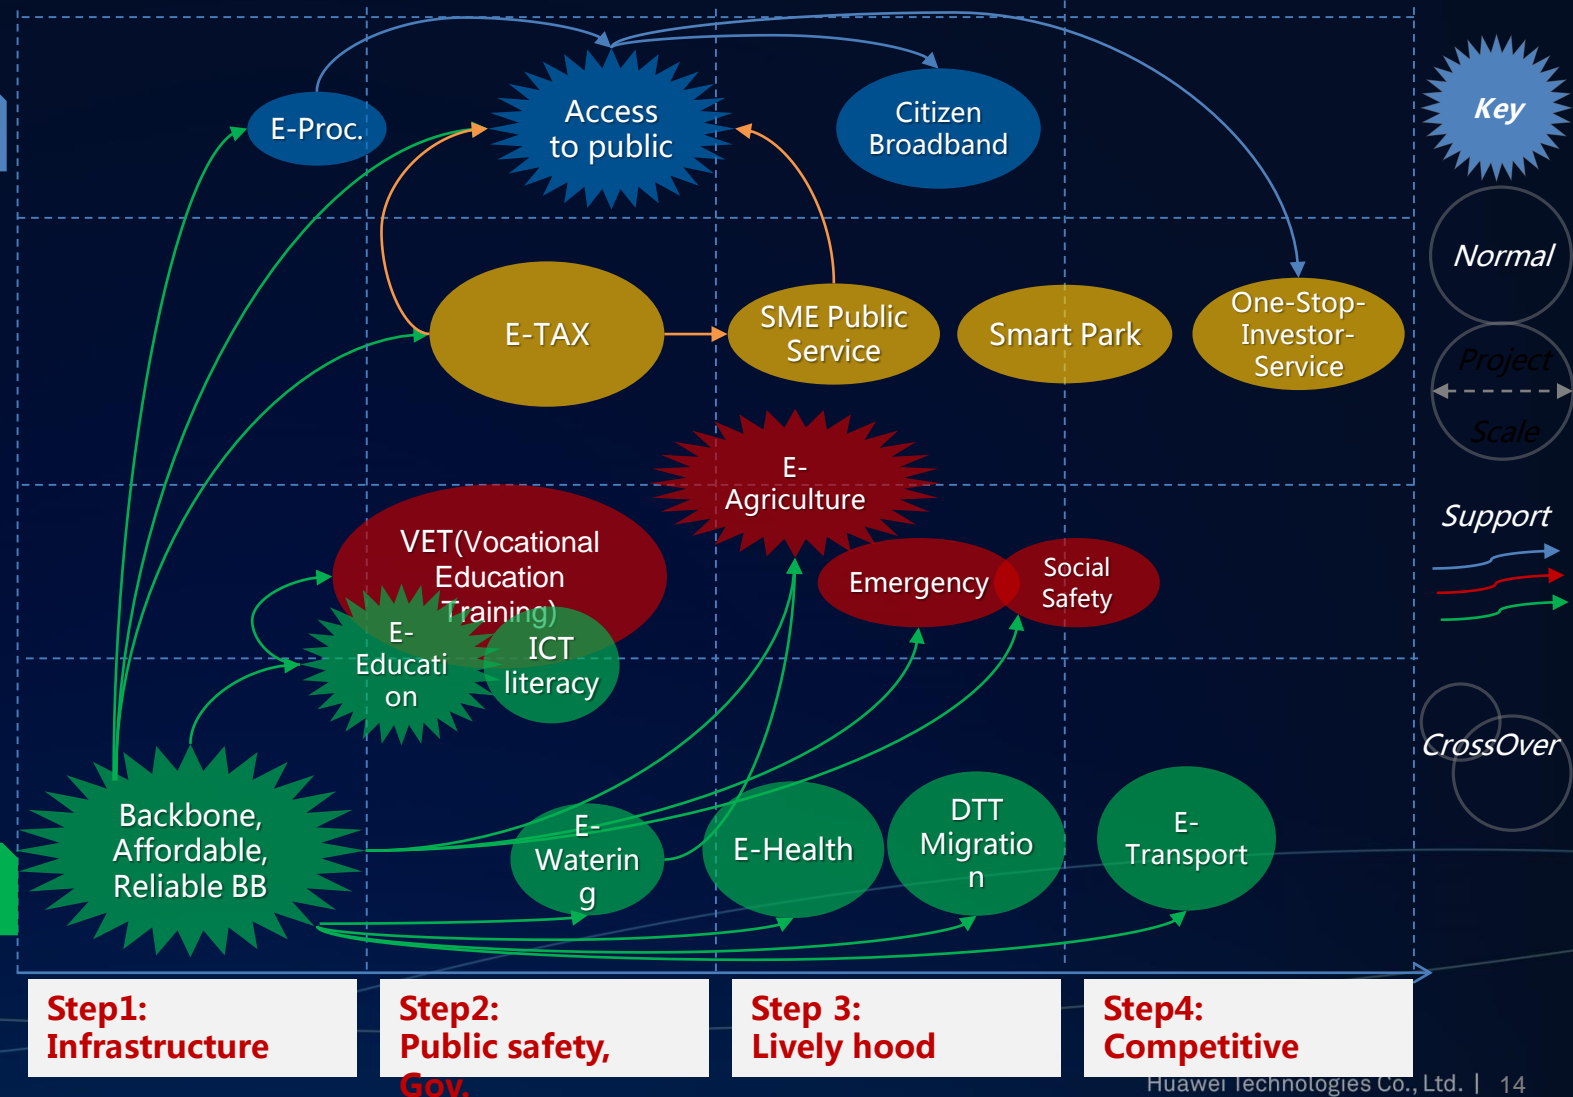 Access
to public
E-Proc.
Citizen
Broadband
Key
Normal
E-TAX
SME Public
Service
Smart Park
One-Stop-
Investor-
Service
Project
Scale
E-
Agriculture
VET(Vocational
Education
Training)
Emergency
Social
Safety
Support
E-
Educati
on
ICT
literacy
CrossOver
Backbone,
Affordable,
Reliable BB
E-
Waterin
g
E-Health
DTT
Migratio
n
E-
Transport
Step1:
Infrastructure
Step2:
Public safety,
Gov.
Step 3:
Lively hood
Step4:
Competitive
Huawei Technologies Co., Ltd. | 14